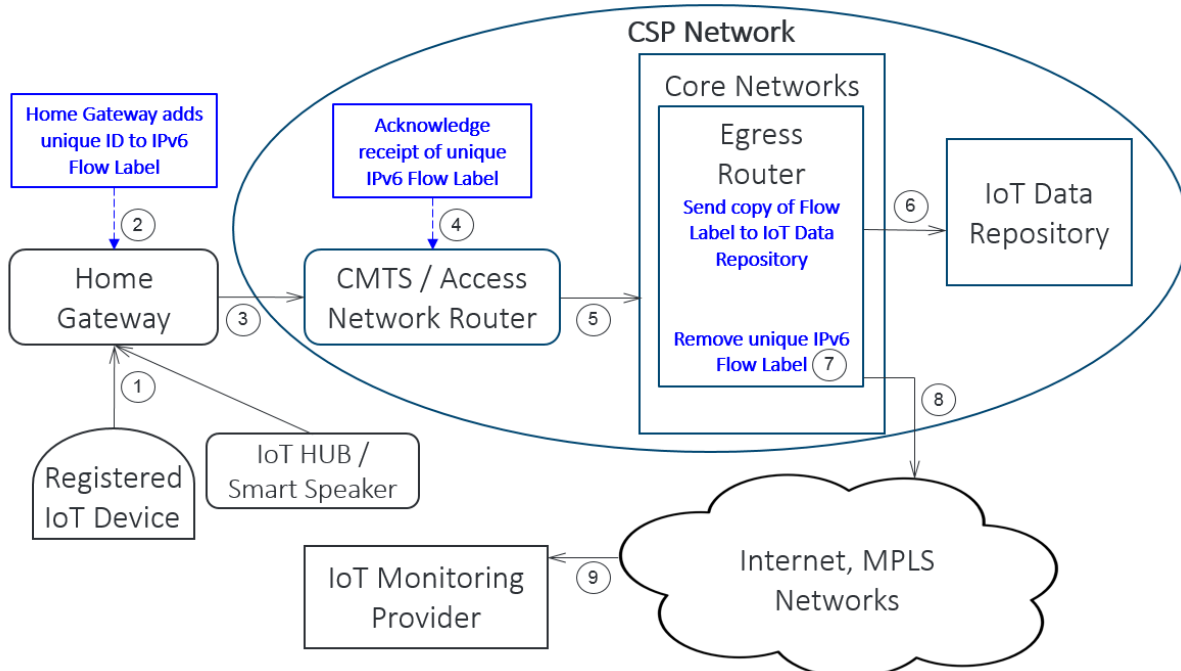 CSP Network
Core Networks
Home Gateway adds
unique ID to IPv6
Flow Label
Acknowledge
receipt of unique
IPv6 Flow Label
Egress
Router
Send copy of Flow
Label to IoT Data
Repository
6
IoT Data
Repository
2
4
Home
Gateway
3
CMTS / Access
Network Router
5
Remove unique IPv6
Flow Label
7
1
8
Registered
IoT Device
IoT HUB /
Smart Speaker
IoT Monitoring
Provider
9
Internet, MPLS
Networks